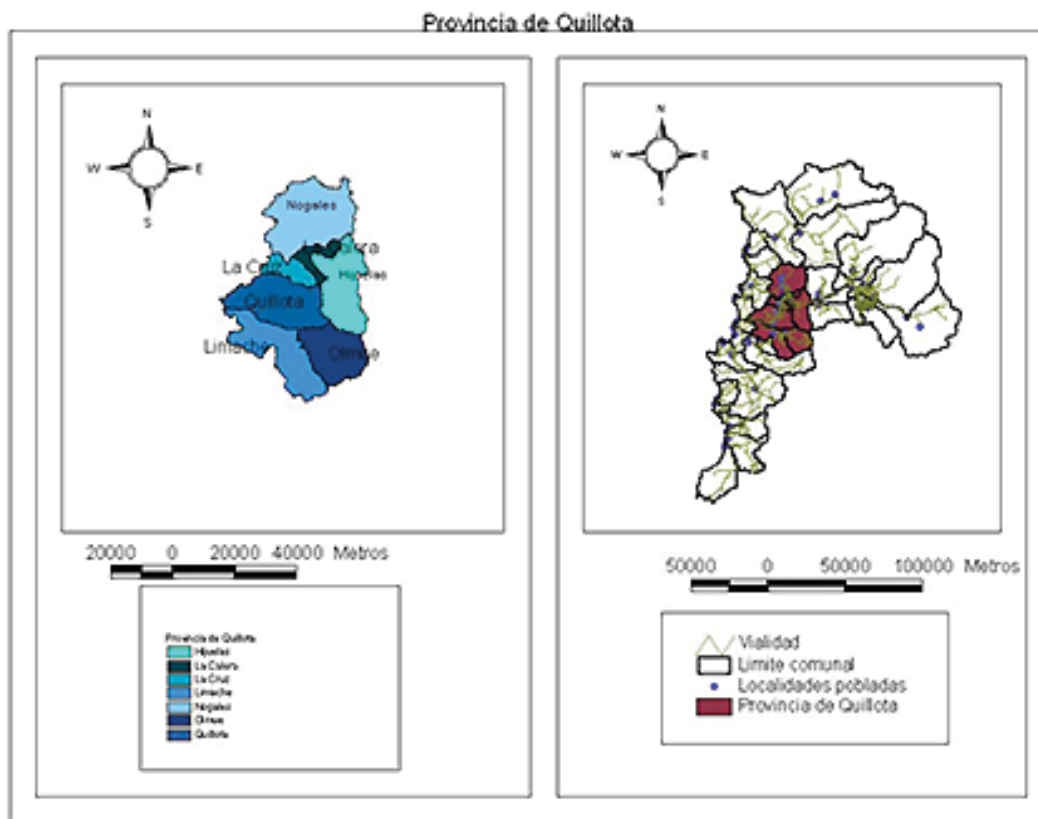 Provincia de Quillota
N
W E
S
Nogales
La Cruz
Hijuelas
Quillota
Limache
Olmue
20000 0 20000 40000 Metros
Provincia de Quillota
Hijuelas
La Calera
La Cruz
Limache
Nogales
Olmue
Quillota
N
W E
S
50000 0 50000 100000 Metros
Vialidad
Limite comunal
Localidades pobladas
Provincia de Quillota